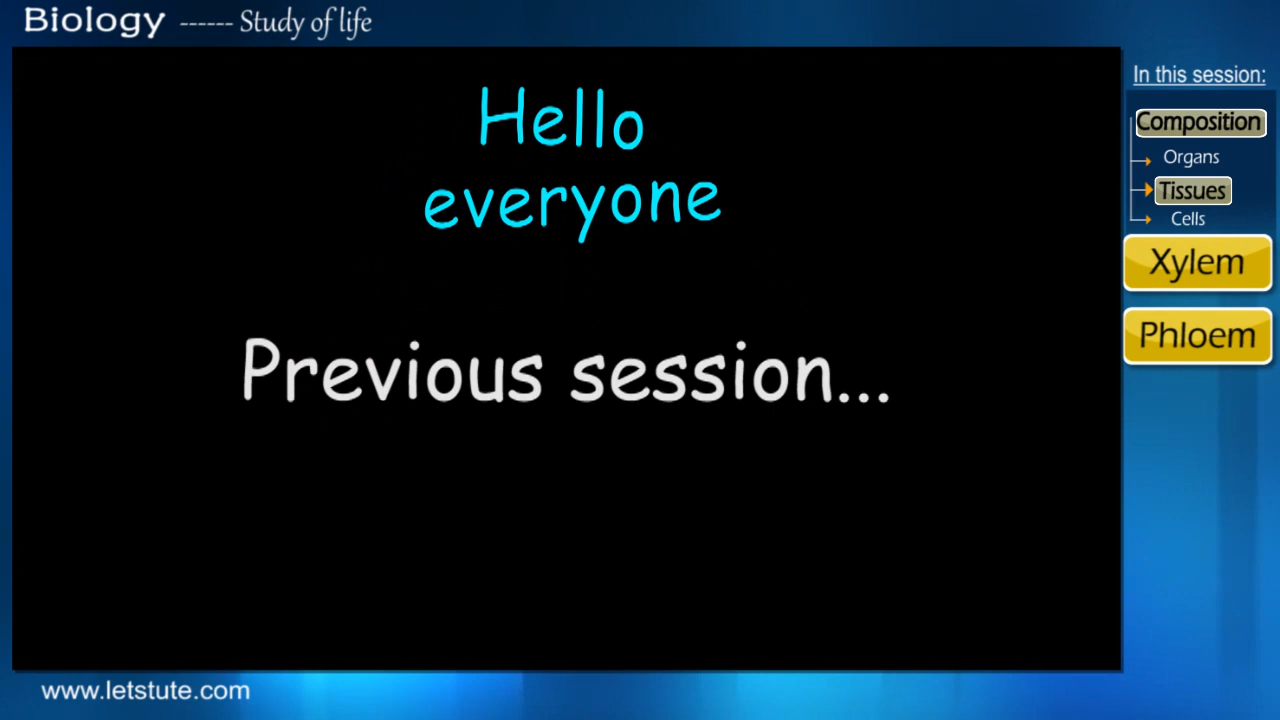 Biology ------ Study of life
Hello
everyone
Previous session...
In this session:
Composition
Organs
Tissues
Cells
Xylem
Phloem
www.letstute.com